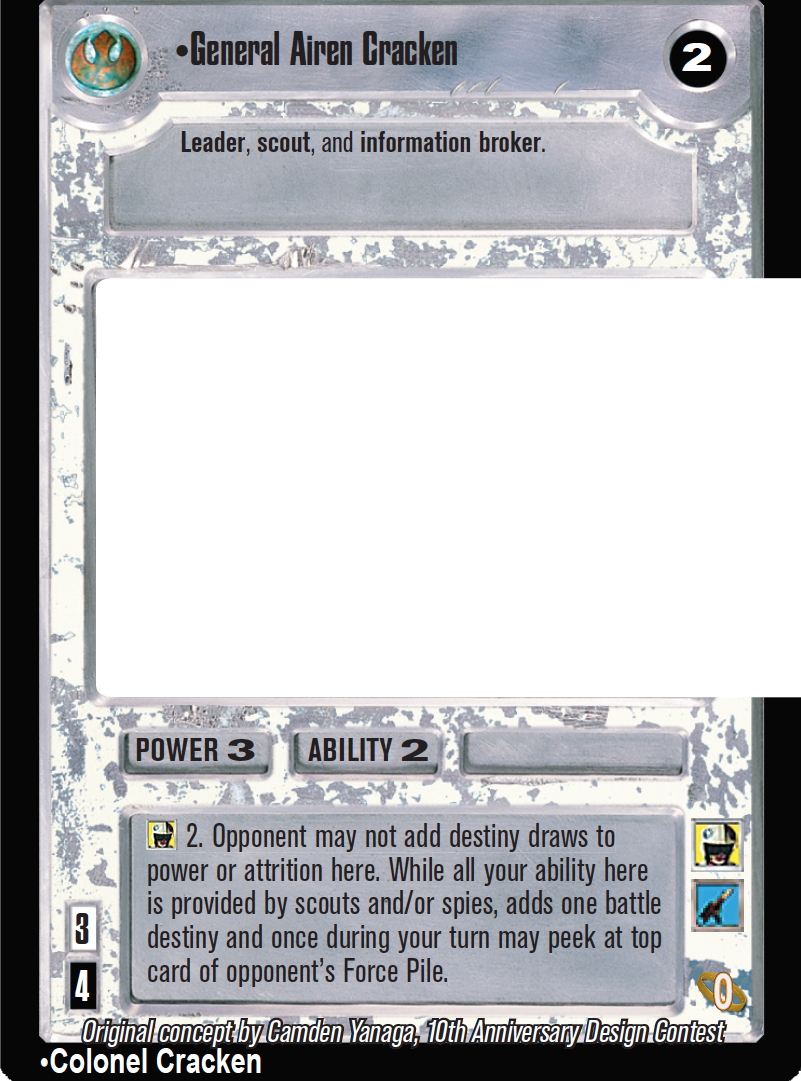 •General Airen Cracken
2
Leader, scout, and information broker.
POWER 3
ABILITY 2
2. Opponent may not add destiny draws to
power or attrition here. While all your ability here
is provided by scouts and/or spies, adds one battle
destiny and once during your turn may peek at top
card of opponent’s Force Pile.
3
4
0
Original concept by Camden Yanaga, 10th Anniversary Design Contest
•Colonel Cracken